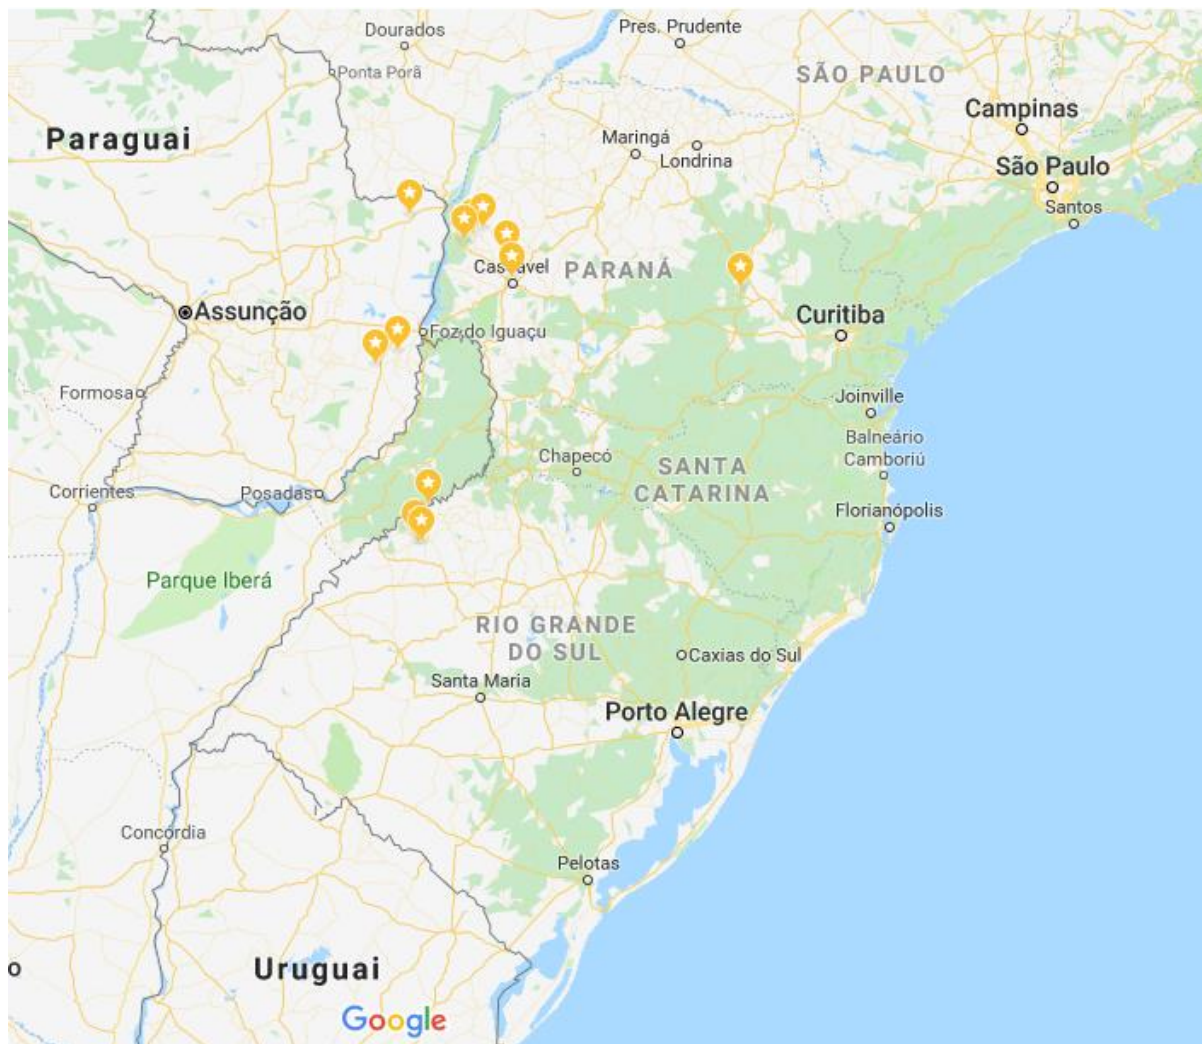 Dourados
Pres. Prudente
Ponta Porã
SÃO PAULO
Campinas
Paraguai
Maringá
Londrina
São Paulo
Santos
Cascavel
PARANÁ
Assunção
Foz do Iguaçu
Curitiba
Formosa
Joinville
Balneário
Camboriú
Chapecó
SANTA
CATARINA
Corrientes
Posadas
Florianópolis
Parque Iberá
RIO GRANDE
DO SUL
Caxias do Sul
Santa Maria
Porto Alegre
Concórdia
Pelotas
o
Uruguai
Google